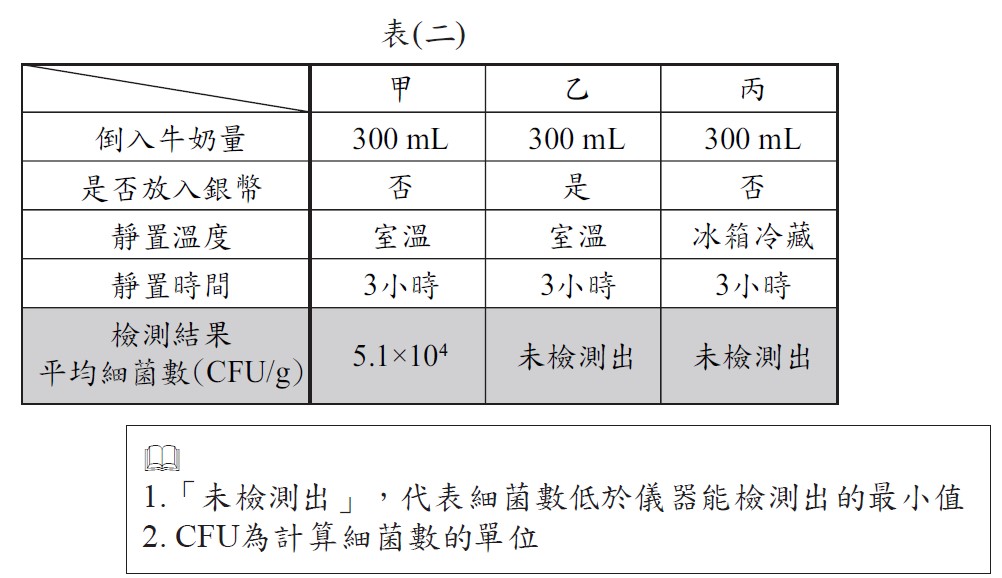 表(二)
甲 乙 丙
倒入牛奶量 300 mL 300 mL 300 mL
是否放入銀幣 否 是 否
靜置溫度 室溫 室溫 冰箱冷藏
靜置時間 3小時 3小時 3小時
檢測結果
平均細菌數(CFU/g) 5.1×10⁴ 未檢測出 未檢測出
1.「未檢測出」,代表細菌數低於儀器能檢測出的最小值
2. CFU為計算細菌數的單位